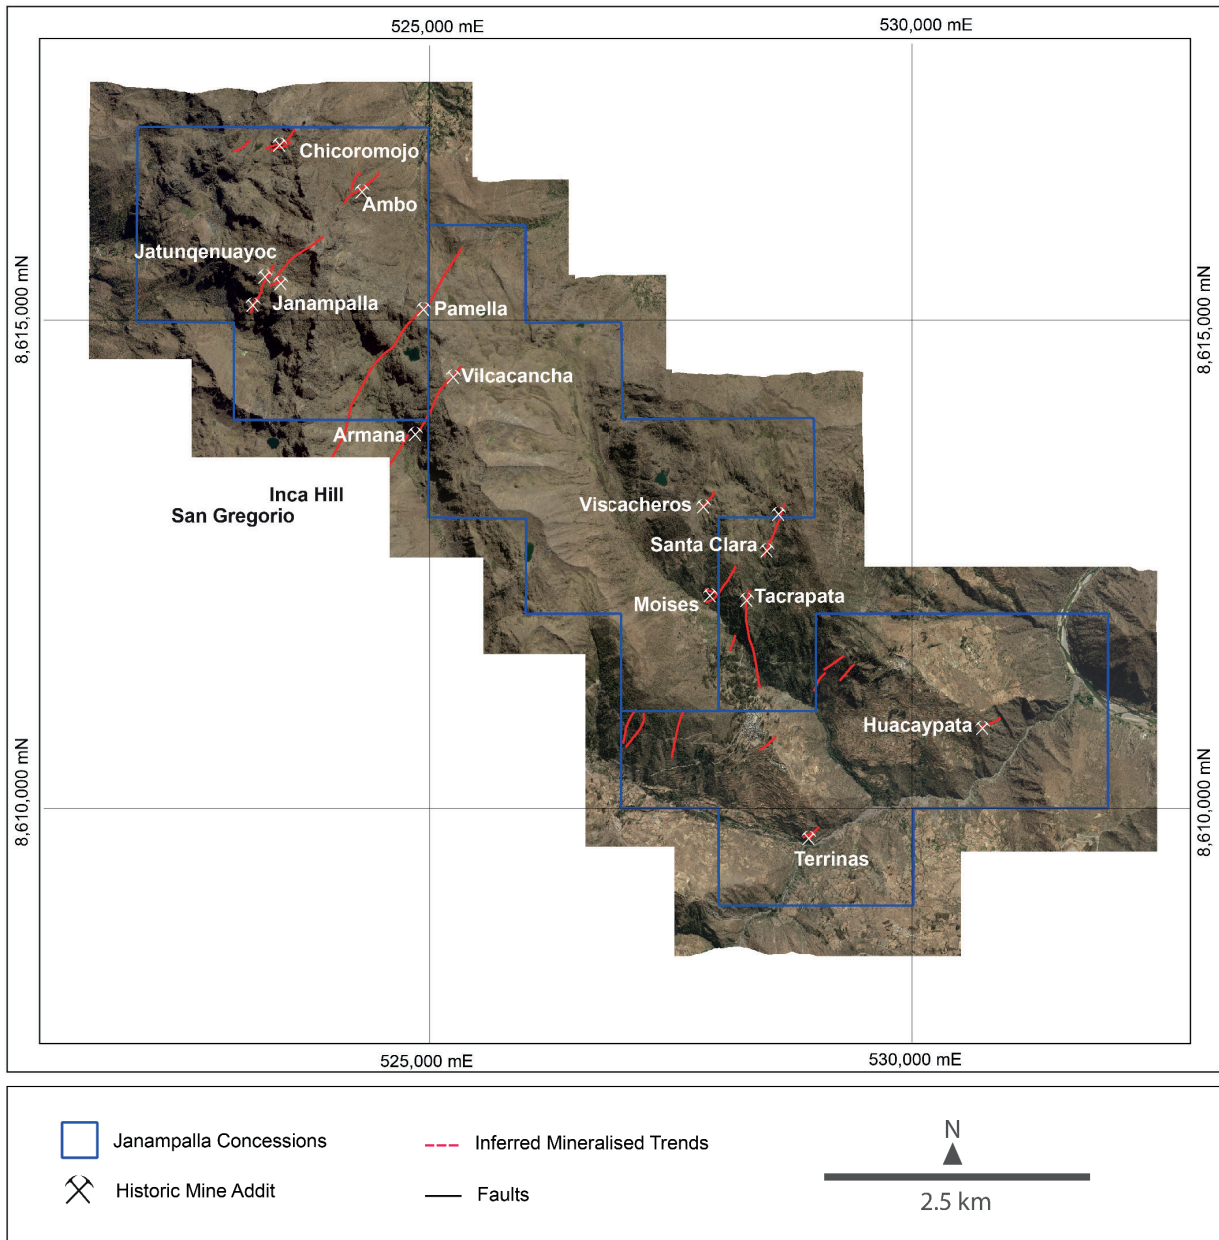 525,000 mE
530,000 mE
Chicoromojo
Ambo
Jatunqenuayoc
Janampalla
Pamella
8,615,000 mN
8,615,000 mN
Vilcacancha
Armana
Inca Hill
San Gregorio
Viscacheros
Santa Clara
Moises
Tacrapata
Huacaypata
8,610,000 mN
8,610,000 mN
Terrinas
525,000 mE
530,000 mE
Janampalla Concessions
Inferred Mineralised Trends
N
Historic Mine Addit
Faults
2.5 km